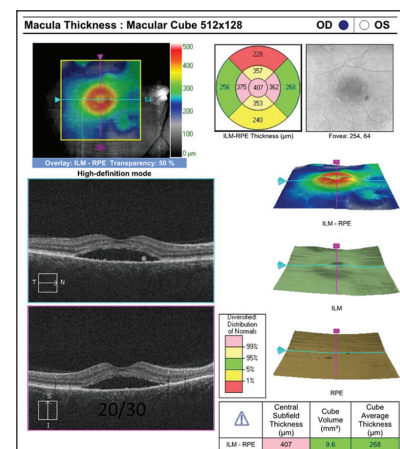 Macula Thickness : Macular Cube 512x128
OD OS
500
400
300
200
100
0 µm
64
Overlay: ILM - RPE Transparency: 50 %
High-definition mode
228
357
256 375 407 362 268
353
240
ILM-RPE Thickness (µm)
Fovea: 254, 64
ILM - RPE
ILM
RPE
T N
S
I
20/30
Diversified:
Distribution
of Normals
99%
95%
5%
1%
Central Subfield Thickness (µm)
Cube Volume (mm³)
Cube Average Thickness (µm)
ILM - RPE 407 9.6 268